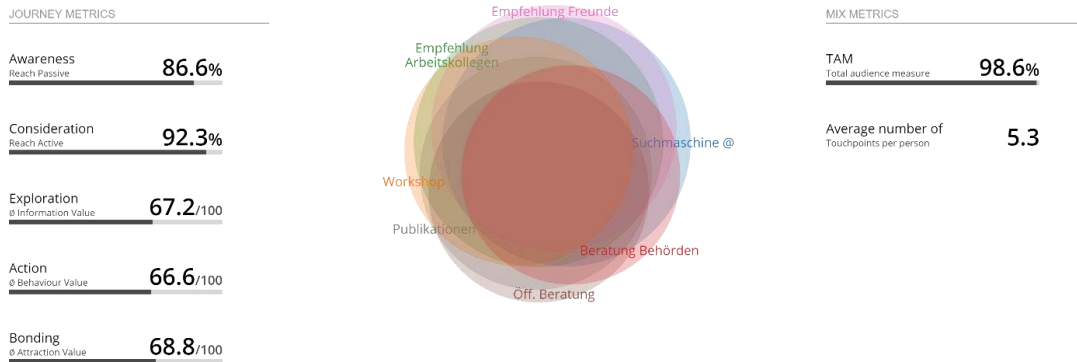 JOURNEY METRICS
Awareness
Reach Passive
86.6%
Consideration
Reach Active
92.3%
Exploration
ø Information Value
67.2/100
Action
ø Behaviour Value
66.6/100
Bonding
ø Attraction Value
68.8/100
Empfehlung Freunde
Empfehlung
Arbeitskollegen
Suchmaschine @
Workshop
Publikationen
Beratung Behörden
Öff. Beratung
MIX METRICS
TAM
Total audience measure
98.6%
Average number of
Touchpoints per person
5.3